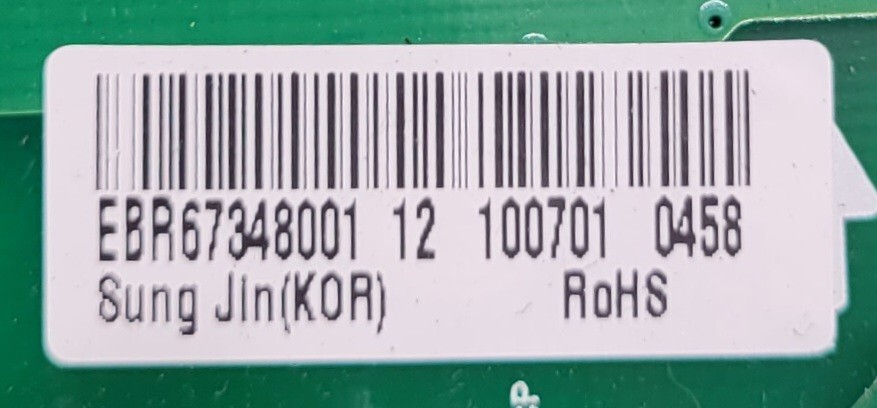 EBR67348001 12 100701 0458
Sung Jin(KOR) RoHS